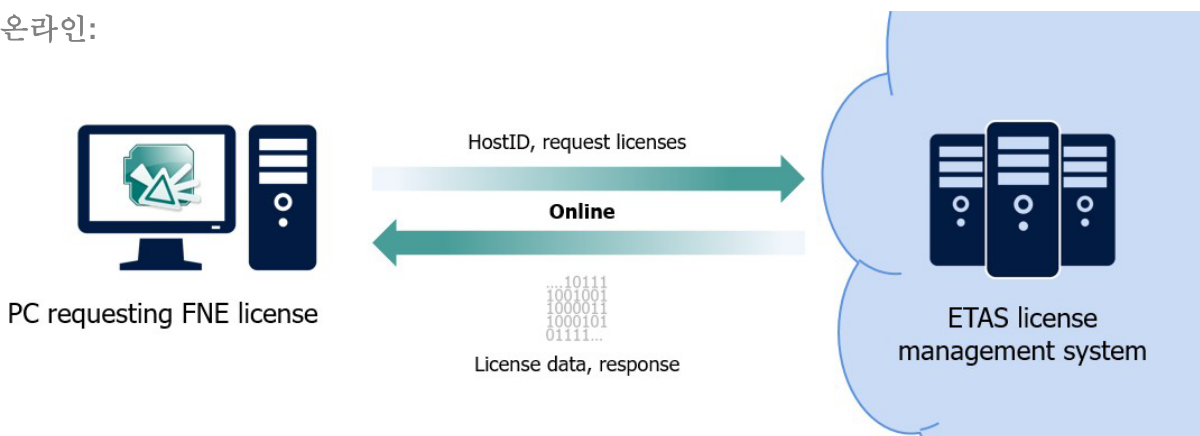 온라인:
HostID, request licenses
Online
....10111
1001001
1000011
1000101
01111...
License data, response
PC requesting FNE license
ETAS license
management system